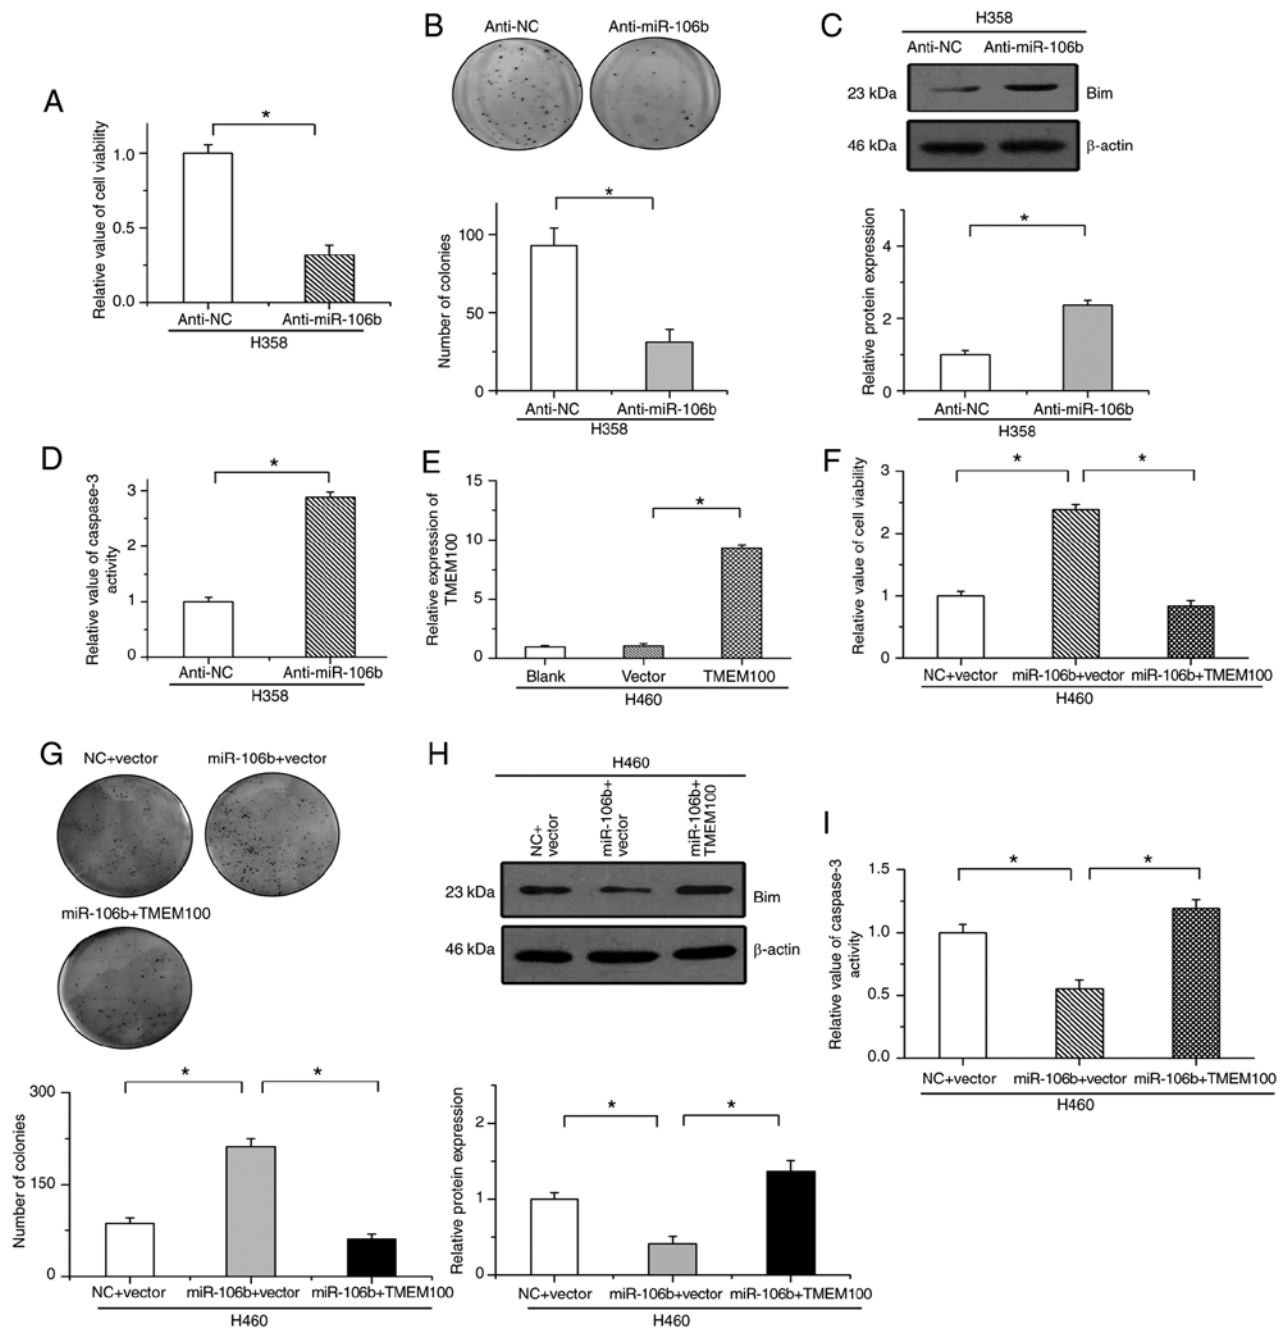 A
Relative value of cell viability
1.0
0.5
0.0
*
Anti-NC Anti-miR-106b
H358
B
Anti-NC Anti-miR-106b
Number of colonies
100
50
0
*
Anti-NC Anti-miR-106b
H358
C
H358
Anti-NC Anti-miR-106b
23 kDa Bim
46 kDa β-actin
Relative protein expression
4
2
0
*
Anti-NC Anti-miR-106b
H358
D
Relative value of caspase-3
activity
3
2
1
0
*
Anti-NC Anti-miR-106b
H358
E
Relative expression of
TMEM100
15
10
5
0
*
Blank Vector TMEM100
H460
F
Relative value of cell viability
3
2
1
0
* *
NC+vector miR-106b+vector miR-106b+TMEM100
H460
G
NC+vector miR-106b+vector
miR-106b+TMEM100
Number of colonies
300
150
0
* *
NC+vector miR-106b+vector miR-106b+TMEM100
H460
H
H460
NC+
vector
miR-106b+
vector
miR-106b+
TMEM100
23 kDa Bim
46 kDa β-actin
Relative protein expression
2
1
0
* *
NC+vector miR-106b+vector miR-106b+TMEM100
H460
I
Relative value of caspase-3
activity
1.5
1.0
0.5
0.0
* *
NC+vector miR-106b+vector miR-106b+TMEM100
H460